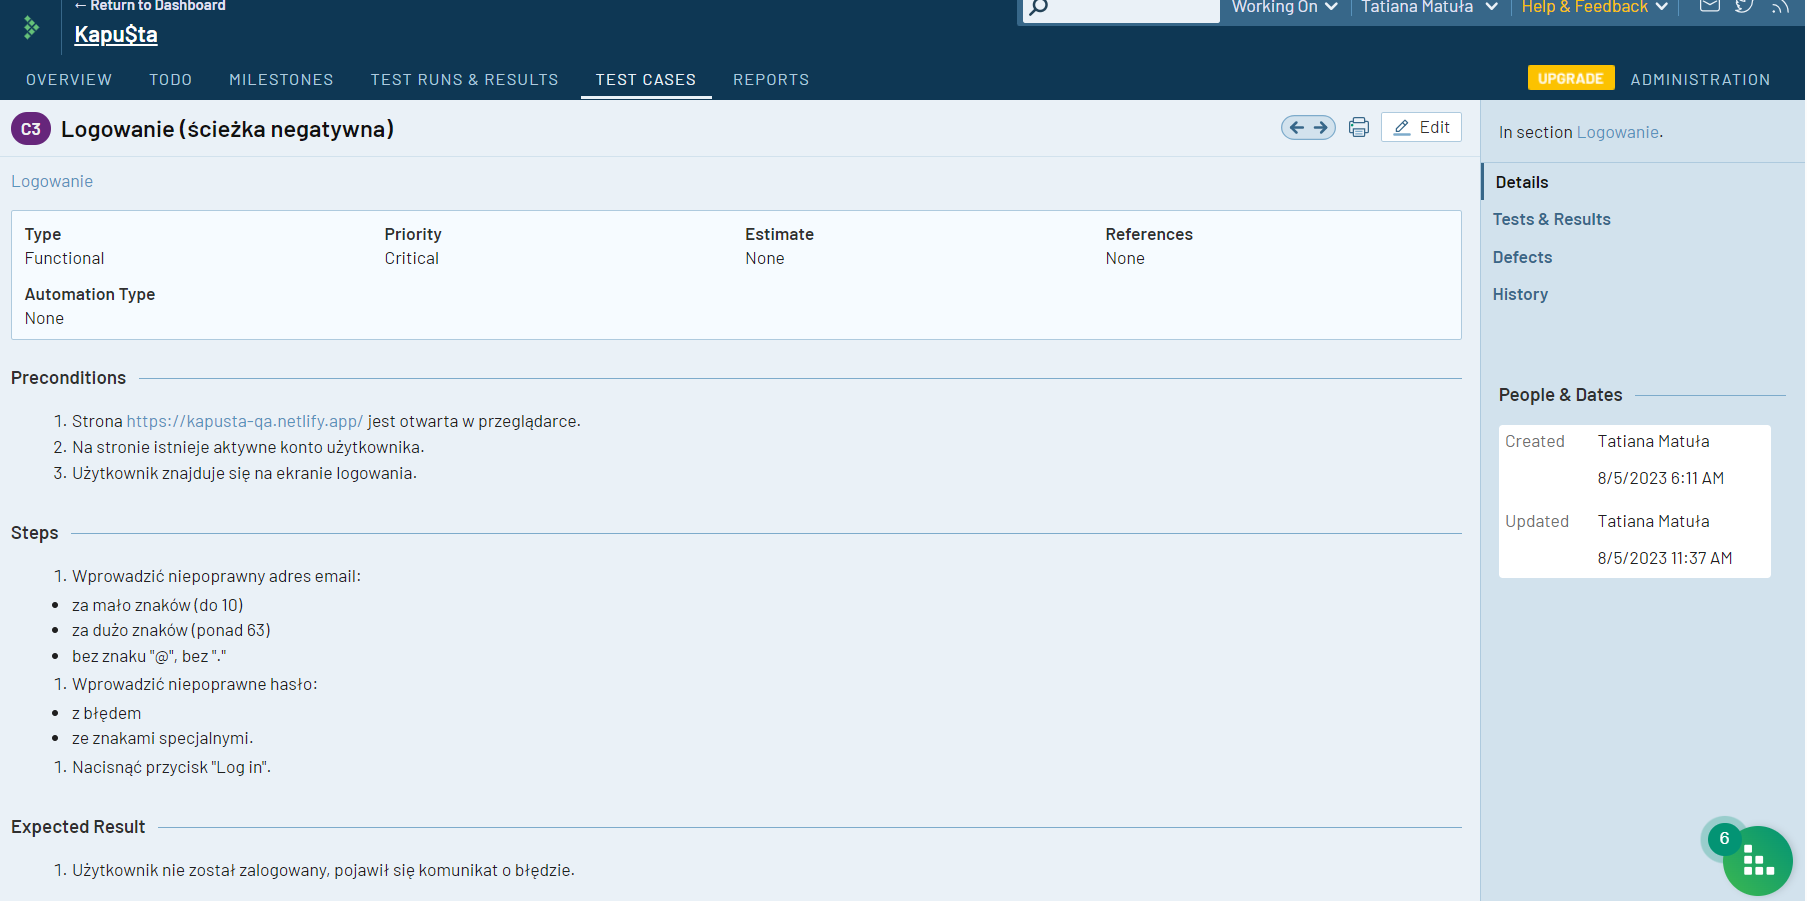 ← Return to Dashboard
Kapu$ta
Working On
Tatiana Matuła
Help & Feedback
OVERVIEW
TODO
MILESTONES
TEST RUNS & RESULTS
TEST CASES
REPORTS
UPGRADE
ADMINISTRATION
C3
Logowanie (ścieżka negatywna)
Edit
In section Logowanie.
Logowanie
Details
Tests & Results
Defects
History
Type
Functional
Priority
Critical
Estimate
None
References
None
Automation Type
None
Preconditions
1. Strona https://kapusta-qa.netlify.app/ jest otwarta w przeglądarce.
2. Na stronie istnieje aktywne konto użytkownika.
3. Użytkownik znajduje się na ekranie logowania.
People & Dates
Created
Tatiana Matuła
8/5/2023 6:11 AM
Updated
Tatiana Matuła
8/5/2023 11:37 AM
Steps
1. Wprowadzić niepoprawny adres email:
• za mało znaków (do 10)
• za dużo znaków (ponad 63)
• bez znaku "@", bez "."
1. Wprowadzić niepoprawne hasło:
• z błędem
• ze znakami specjalnymi.
1. Nacisnąć przycisk "Log in".
Expected Result
1. Użytkownik nie został zalogowany, pojawił się komunikat o błędzie.
6